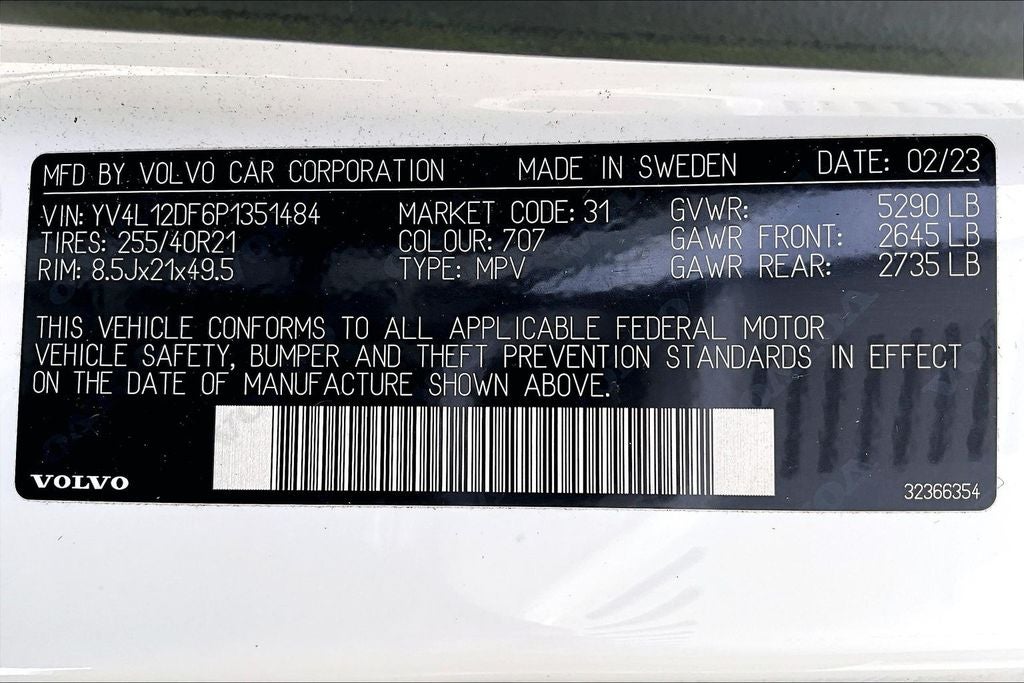 MFD BY VOLVO CAR CORPORATION MADE IN SWEDEN DATE: 02/23
VIN: YV4L12DF6P1351484 MARKET CODE: 31 GVWR: 5290 LB
TIRES: 255/40R21 COLOUR: 707 GAWR FRONT: 2645 LB
RIM: 8.5Jx21x49.5 TYPE: MPV GAWR REAR: 2735 LB
THIS VEHICLE CONFORMS TO ALL APPLICABLE FEDERAL MOTOR
VEHICLE SAFETY, BUMPER AND THEFT PREVENTION STANDARDS IN EFFECT
ON THE DATE OF MANUFACTURE SHOWN ABOVE.
VOLVO
32366354